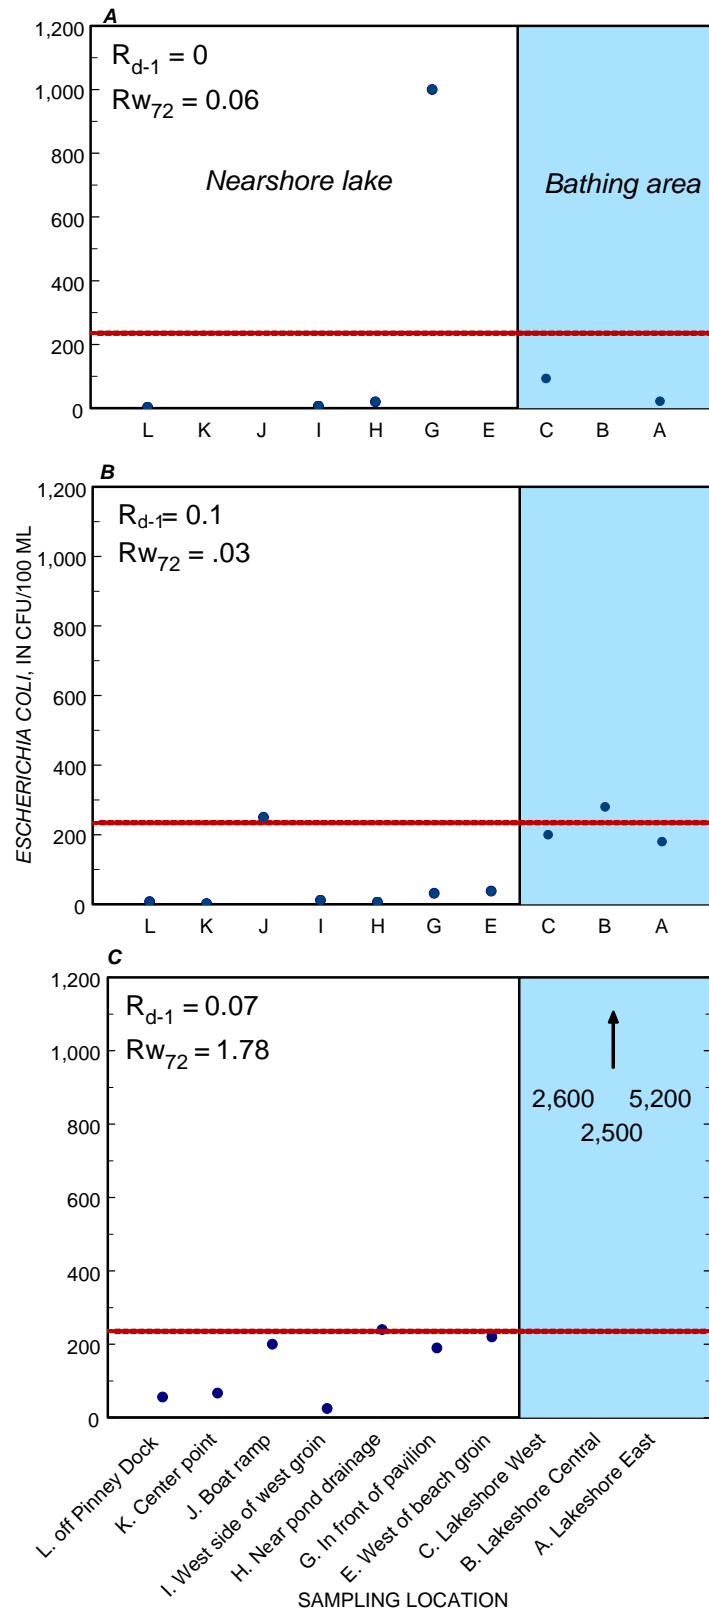 A
1,200
1,000
800
600
400
200
0
R d-1 = 0
Rw 72 = 0.06
Nearshore lake
Bathing area
L K J I H G E C B A
B
1,200
1,000
800
600
400
200
0
R d-1 = 0.1
Rw 72 = .03
L K J I H G E C B A
ESCHERICHIA COLI, IN CFU/100 ML
C
1,200
1,000
800
600
400
200
0
R d-1 = 0.07
Rw 72 = 1.78
2,600 5,200
2,500
L. off Pinney Dock
K. Center point
J. Boat ramp
I. West side of west groin
H. Near pond drainage
G. In front of pavilion
E. West of beach groin
C. Lakeshore West
B. Lakeshore Central
A. Lakeshore East
SAMPLING LOCATION